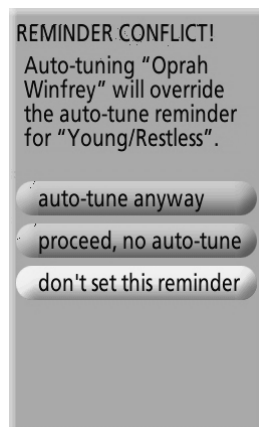 REMINDER CONFLICT!
Auto-tuning “Oprah
Winfrey” will override
the auto-tune reminder
for “Young/Restless”.
auto-tune anyway
proceed, no auto-tune
don't set this reminder